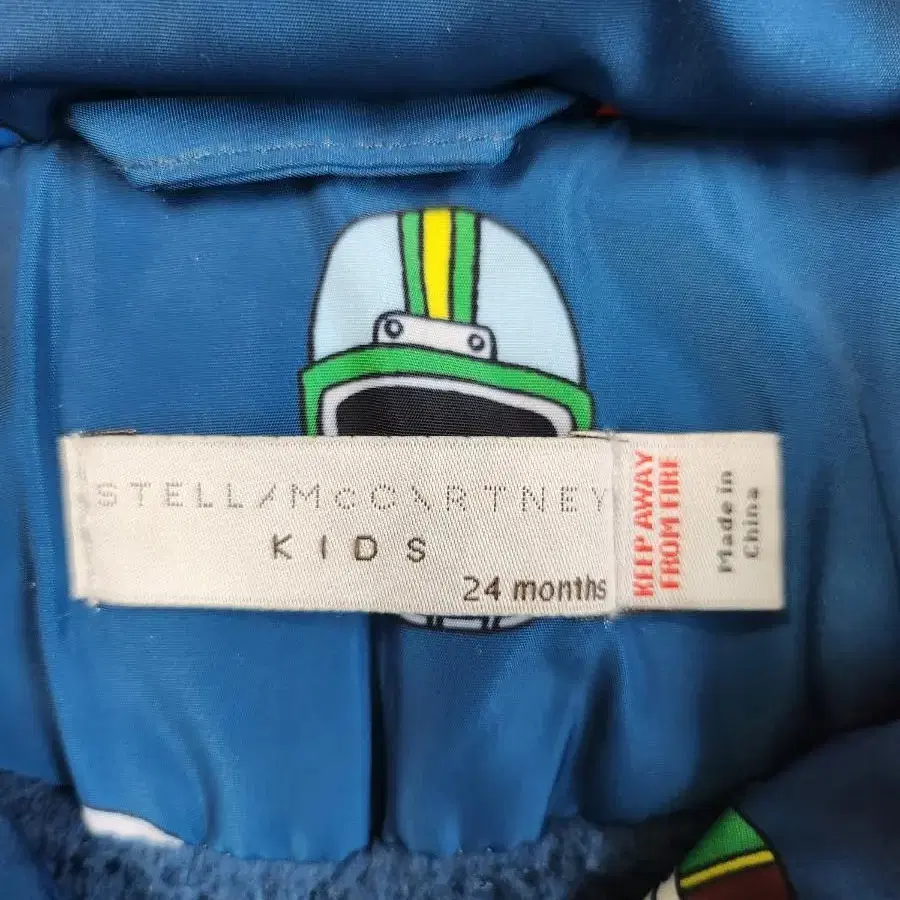 STELLA McCARTNEY
KIDS
24 months
KEEP AWAY
FROM FIRE
Made in
China